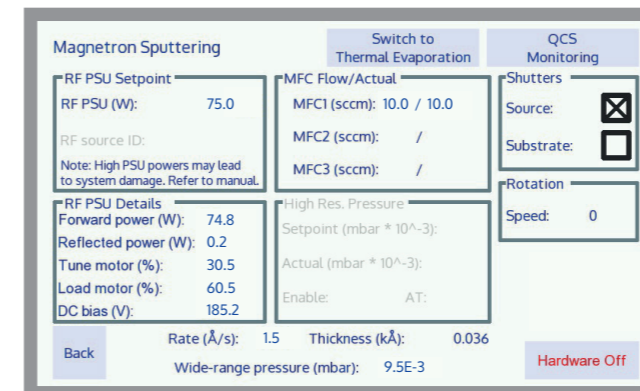 Magnetron Sputtering
Switch to
Thermal Evaporation
QCS
Monitoring
RF PSU Setpoint
RF PSU (W): 75.0
RF source ID:
Note: High PSU powers may lead
to system damage. Refer to manual.
MFC Flow/Actual
MFC1 (sccm): 10.0 / 10.0
MFC2 (sccm): /
MFC3 (sccm): /
Shutters
Source:
Substrate:
RF PSU Details
Forward power (W): 74.8
Reflected power (W): 0.2
Tune motor (%): 30.5
Load motor (%): 60.5
DC bias (V): 185.2
High Res. Pressure
Setpoint (mbar * 10^-3):
Actual (mbar * 10^-3):
Enable: AT:
Rotation
Speed: 0
Back
Rate (Å/s): 1.5 Thickness (kÅ): 0.036
Wide-range pressure (mbar): 9.5E-3
Hardware Off